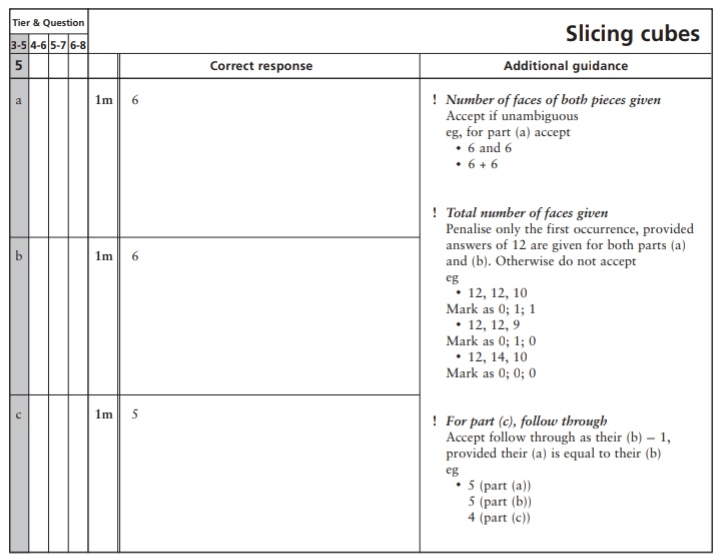 Tier & Question
3-5 4-6 5-7 6-8
Slicing cubes
5
Correct response
Additional guidance
a
1m
6
! Number of faces of both pieces given
Accept if unambiguous
eg, for part (a) accept
• 6 and 6
• 6 + 6
! Total number of faces given
Penalise only the first occurrence, provided
answers of 12 are given for both parts (a)
and (b). Otherwise do not accept
eg
• 12, 12, 10
Mark as 0; 1; 1
• 12, 12, 9
Mark as 0; 1; 0
• 12, 14, 10
Mark as 0; 0; 0
b
1m
6
c
1m
5
! For part (c), follow through
Accept follow through as their (b) – 1,
provided their (a) is equal to their (b)
eg
• 5 (part (a))
5 (part (b))
4 (part (c))